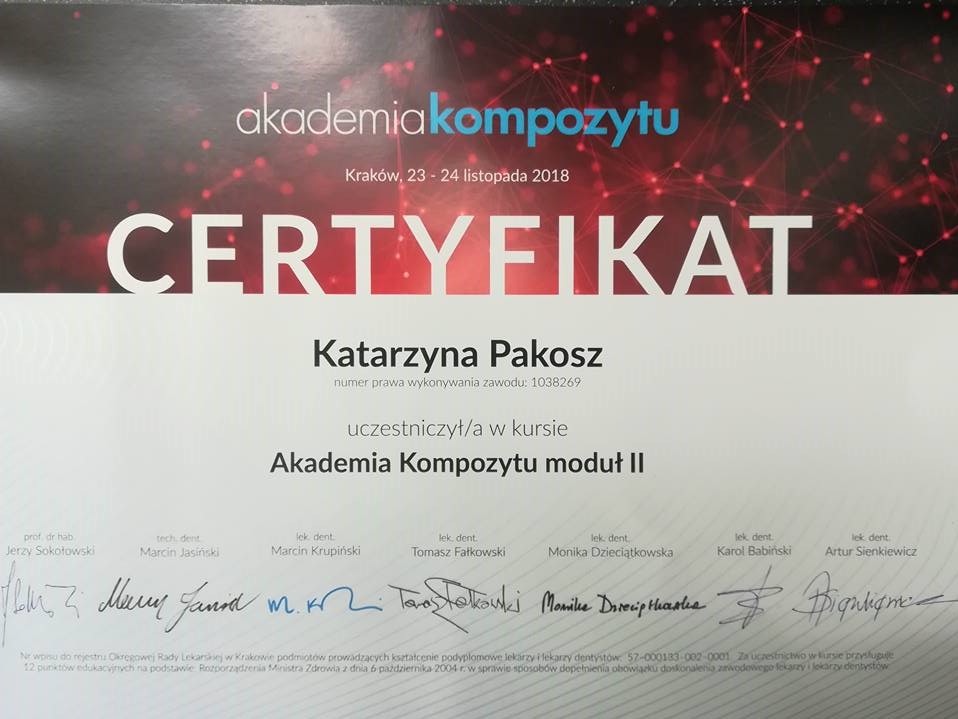 akademiakompozytu
Kraków, 23 - 24 listopada 2018
CERTYFIKAT
Katarzyna Pakosz
numer prawa wykonywania zawodu: 1038269
uczestniczył/a w kursie
Akademia Kompozytu moduł II
prof. dr hab. tech. dent. lek. dent. lek. dent. lek. dent. lek. dent. lek. dent.
Jerzy Sokołowski Marcin Jasiński Marcin Krupiński Tomasz Fałkowski Monika Dzieciątkowska Karol Babiński Artur Sienkiewicz
Tomasz Fałkowski Monika Dzieciątkowska
Nr wpisu do rejestru Okręgowej Rady Lekarskiej w Krakowie podmiotów prowadzących kształcenie podyplomowe lekarzy i lekarzy dentystów: 57-000133-002-0001. Za uczestnictwo w kursie przysługuje
12 punktów edukacyjnych na podstawie Rozporządzenia Ministra Zdrowia z dnia 6 października 2004 r. w sprawie sposobów dopełnienia obowiązku doskonalenia zawodowego lekarzy i lekarzy dentystów.